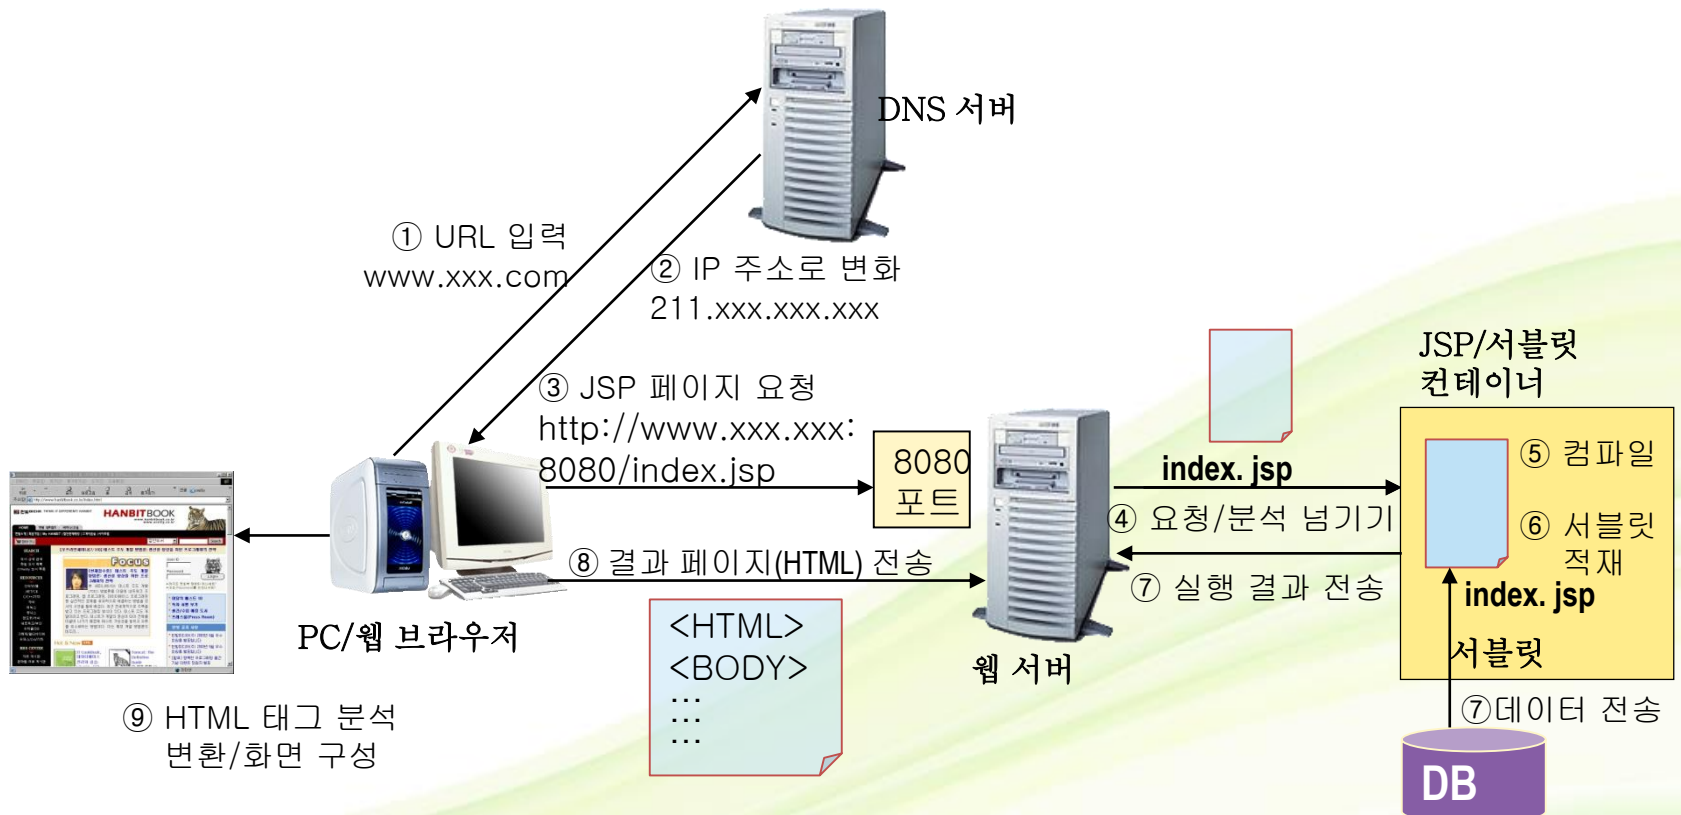 DNS 서버
① URL 입력
www.xxx.com
② IP 주소로 변화
211.xxx.xxx.xxx
③ JSP 페이지 요청
http://www.xxx.xxx:
8080/index.jsp
8080
포트
index. jsp
④ 요청/분석 넘기기
JSP/서블릿
컨테이너
⑤ 컴파일
⑥ 서블릿
적재
index. jsp
서블릿
⑦ 실행 결과 전송
⑦데이터 전송
DB
⑧ 결과 페이지(HTML) 전송
<HTML>
<BODY>
...
...
...
웹 서버
PC/웹 브라우저
HANBITBOOK
FOCUS
⑨ HTML 태그 분석
변환/화면 구성